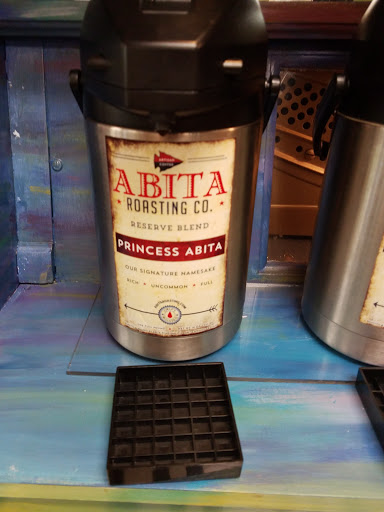 ABITA
ROASTING CO.
RESERVE BLEND
PRINCESS ABITA
OUR SIGNATURE NAMESAKE
RICH • UNCOMMON • FULL